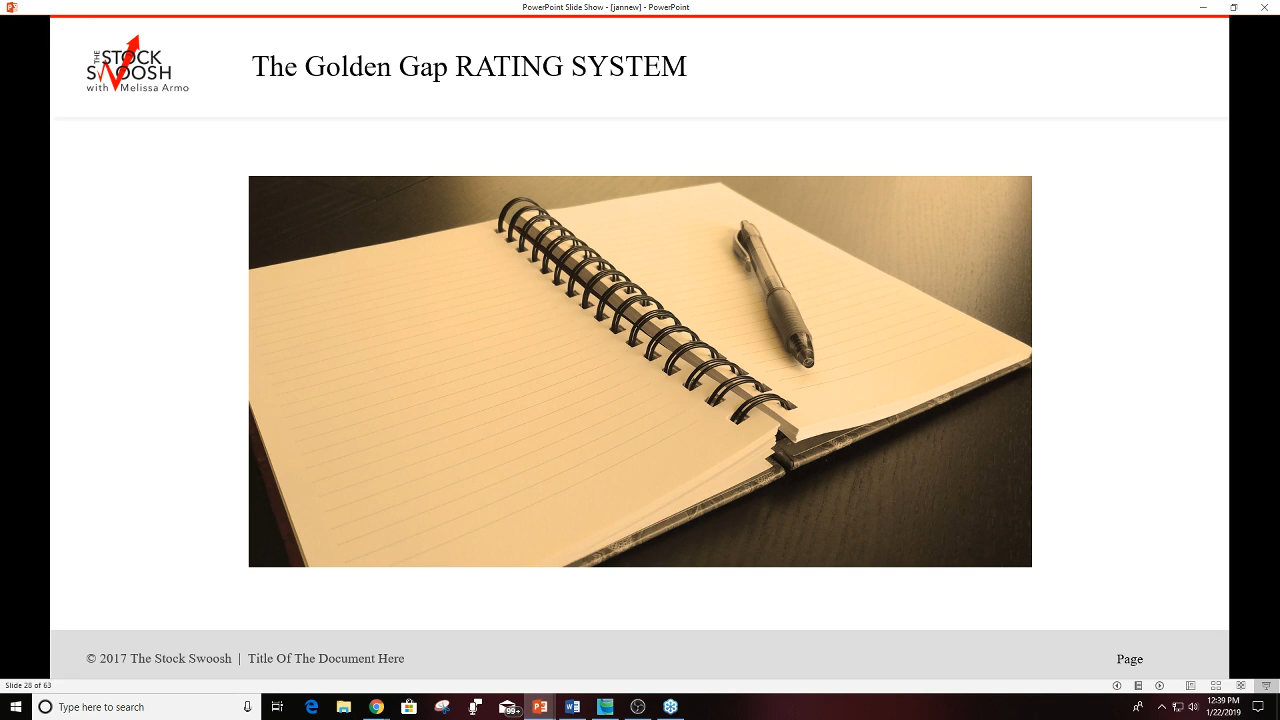 PowerPoint Slide Show - [jannew] - PowerPoint
THE
STOCK
SWOOSH
with Melissa Armo
The Golden Gap RATING SYSTEM
© 2017 The Stock Swoosh | Title Of The Document Here
Page
Slide 28 of 63
Type here to search
99+
12:39 PM
1/22/2019